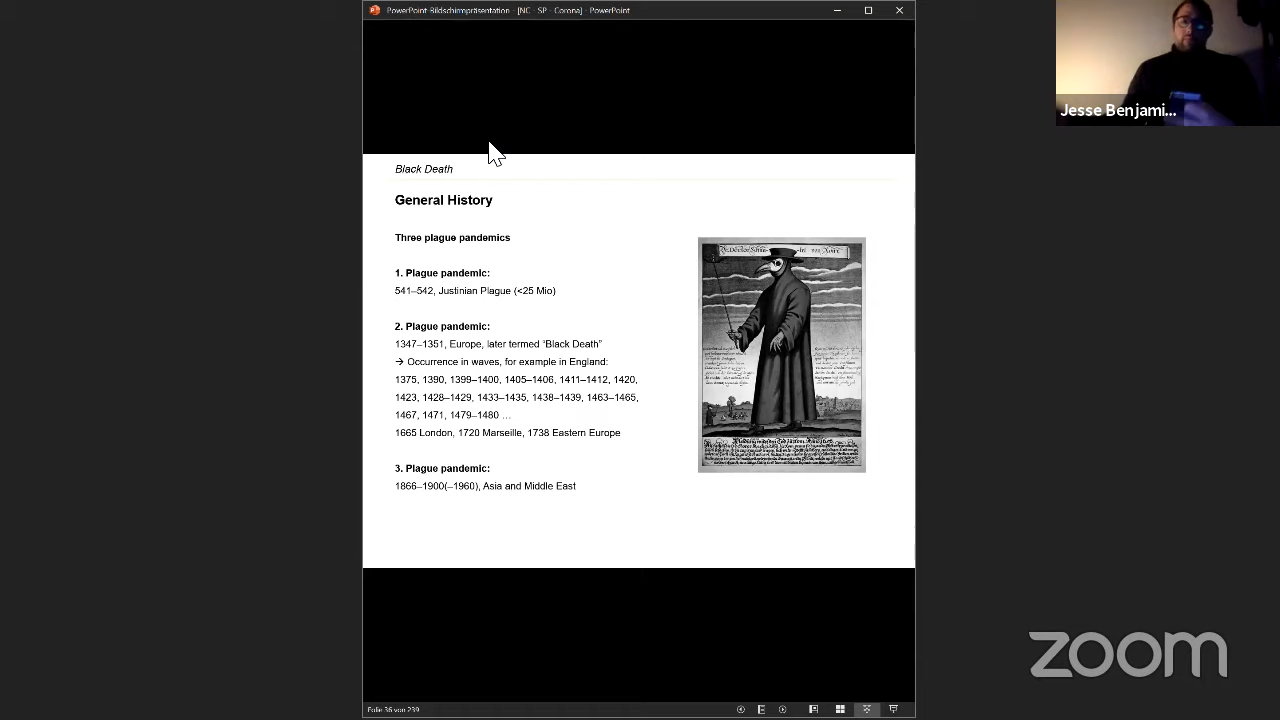 PowerPoint-Bildschirmpräsentation - [NC - SP - Corona] - PowerPoint
Jesse Benjami...
Black Death
General History
Three plague pandemics
1. Plague pandemic:
541–542, Justinian Plague (<25 Mio)
2. Plague pandemic:
1347–1351, Europe, later termed “Black Death”
→ Occurrence in waves, for example in England:
1375, 1390, 1399–1400, 1405–1406, 1411–1412, 1420,
1423, 1428–1429, 1433–1435, 1438–1439, 1463–1465,
1467, 1471, 1479–1480 …
1665 London, 1720 Marseille, 1738 Eastern Europe
3. Plague pandemic:
1866–1900(–1960), Asia and Middle East
zoom
Folie 36 von 239